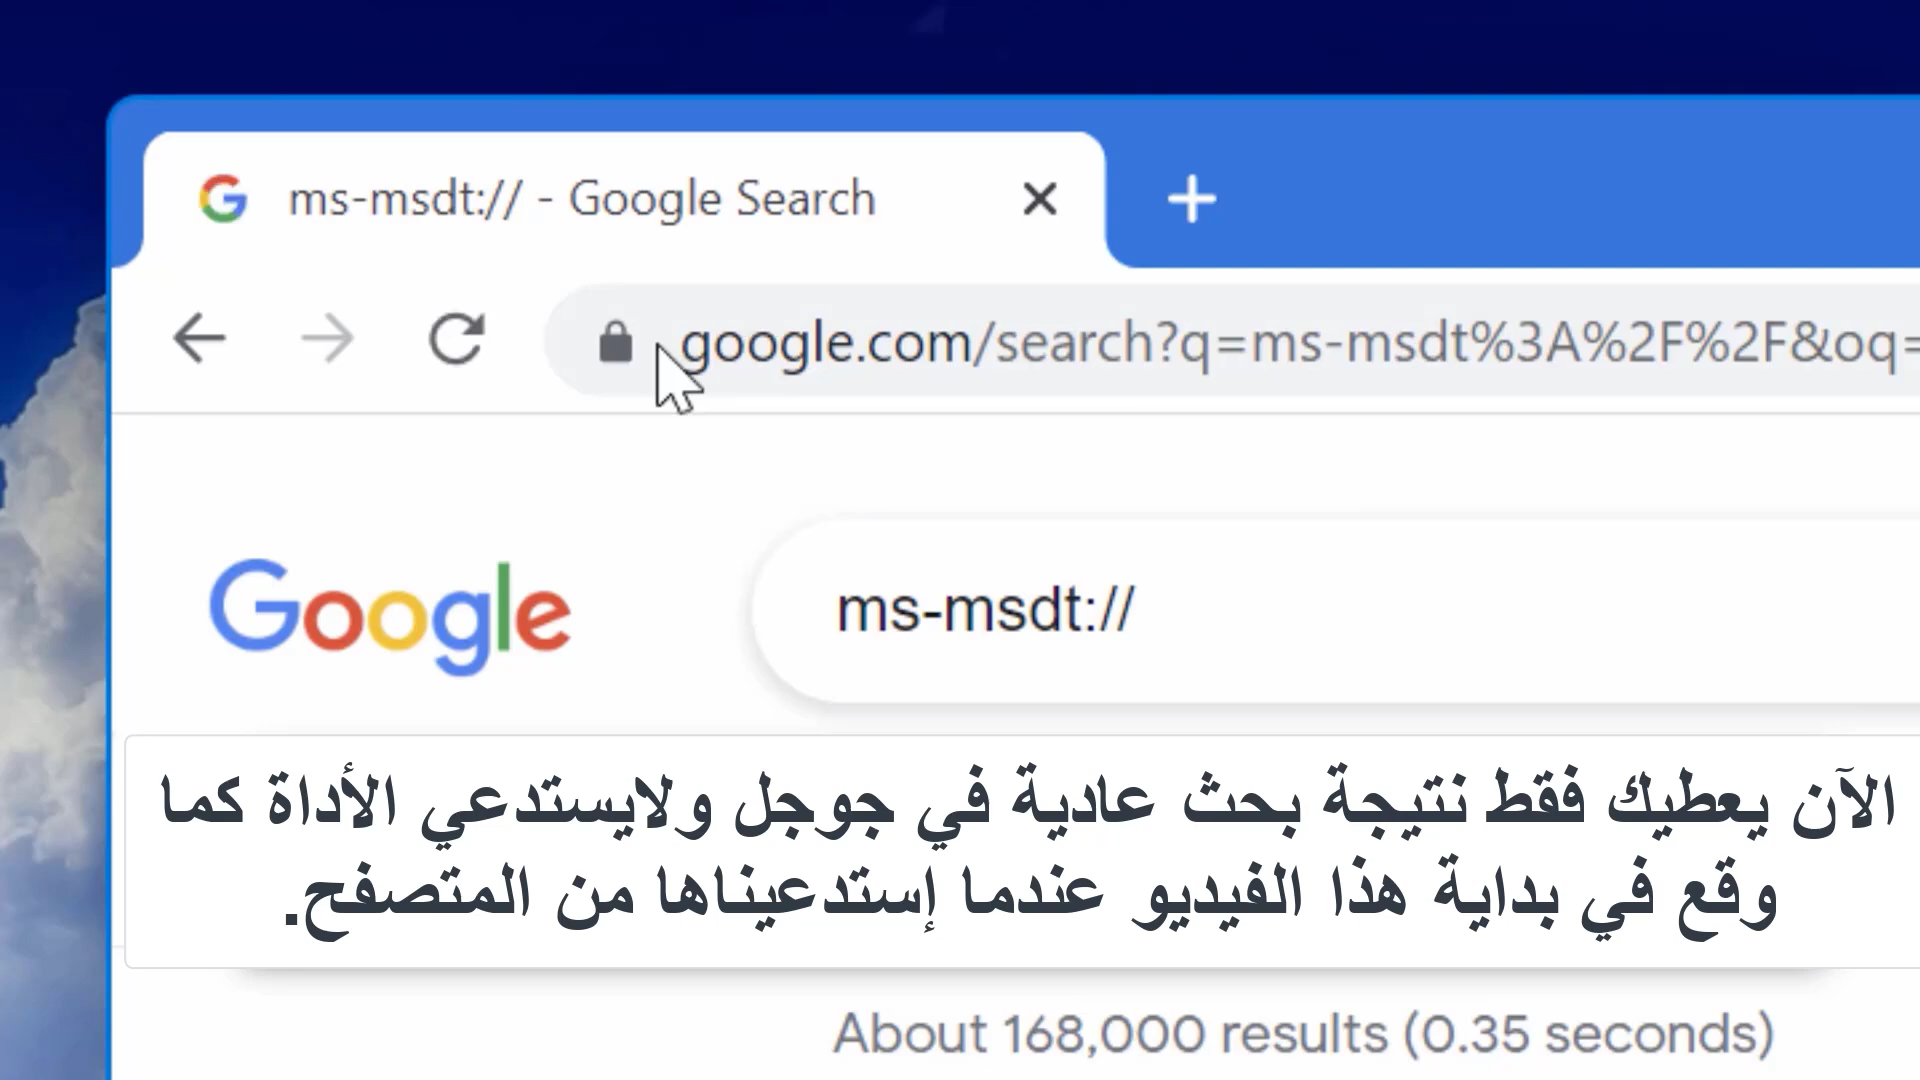 ms-msdt:// - Google Search
google.com/search?q=ms-msdt%3A%2F%2F&oq=
Google
ms-msdt://
الآن يعطيك فقط نتيجة بحث عادية في جوجل ولايستدعي الأداة كما
وقع في بداية هذا الفيديو عندما إستدعيناها من المتصفح.
About 168,000 results (0.35 seconds)